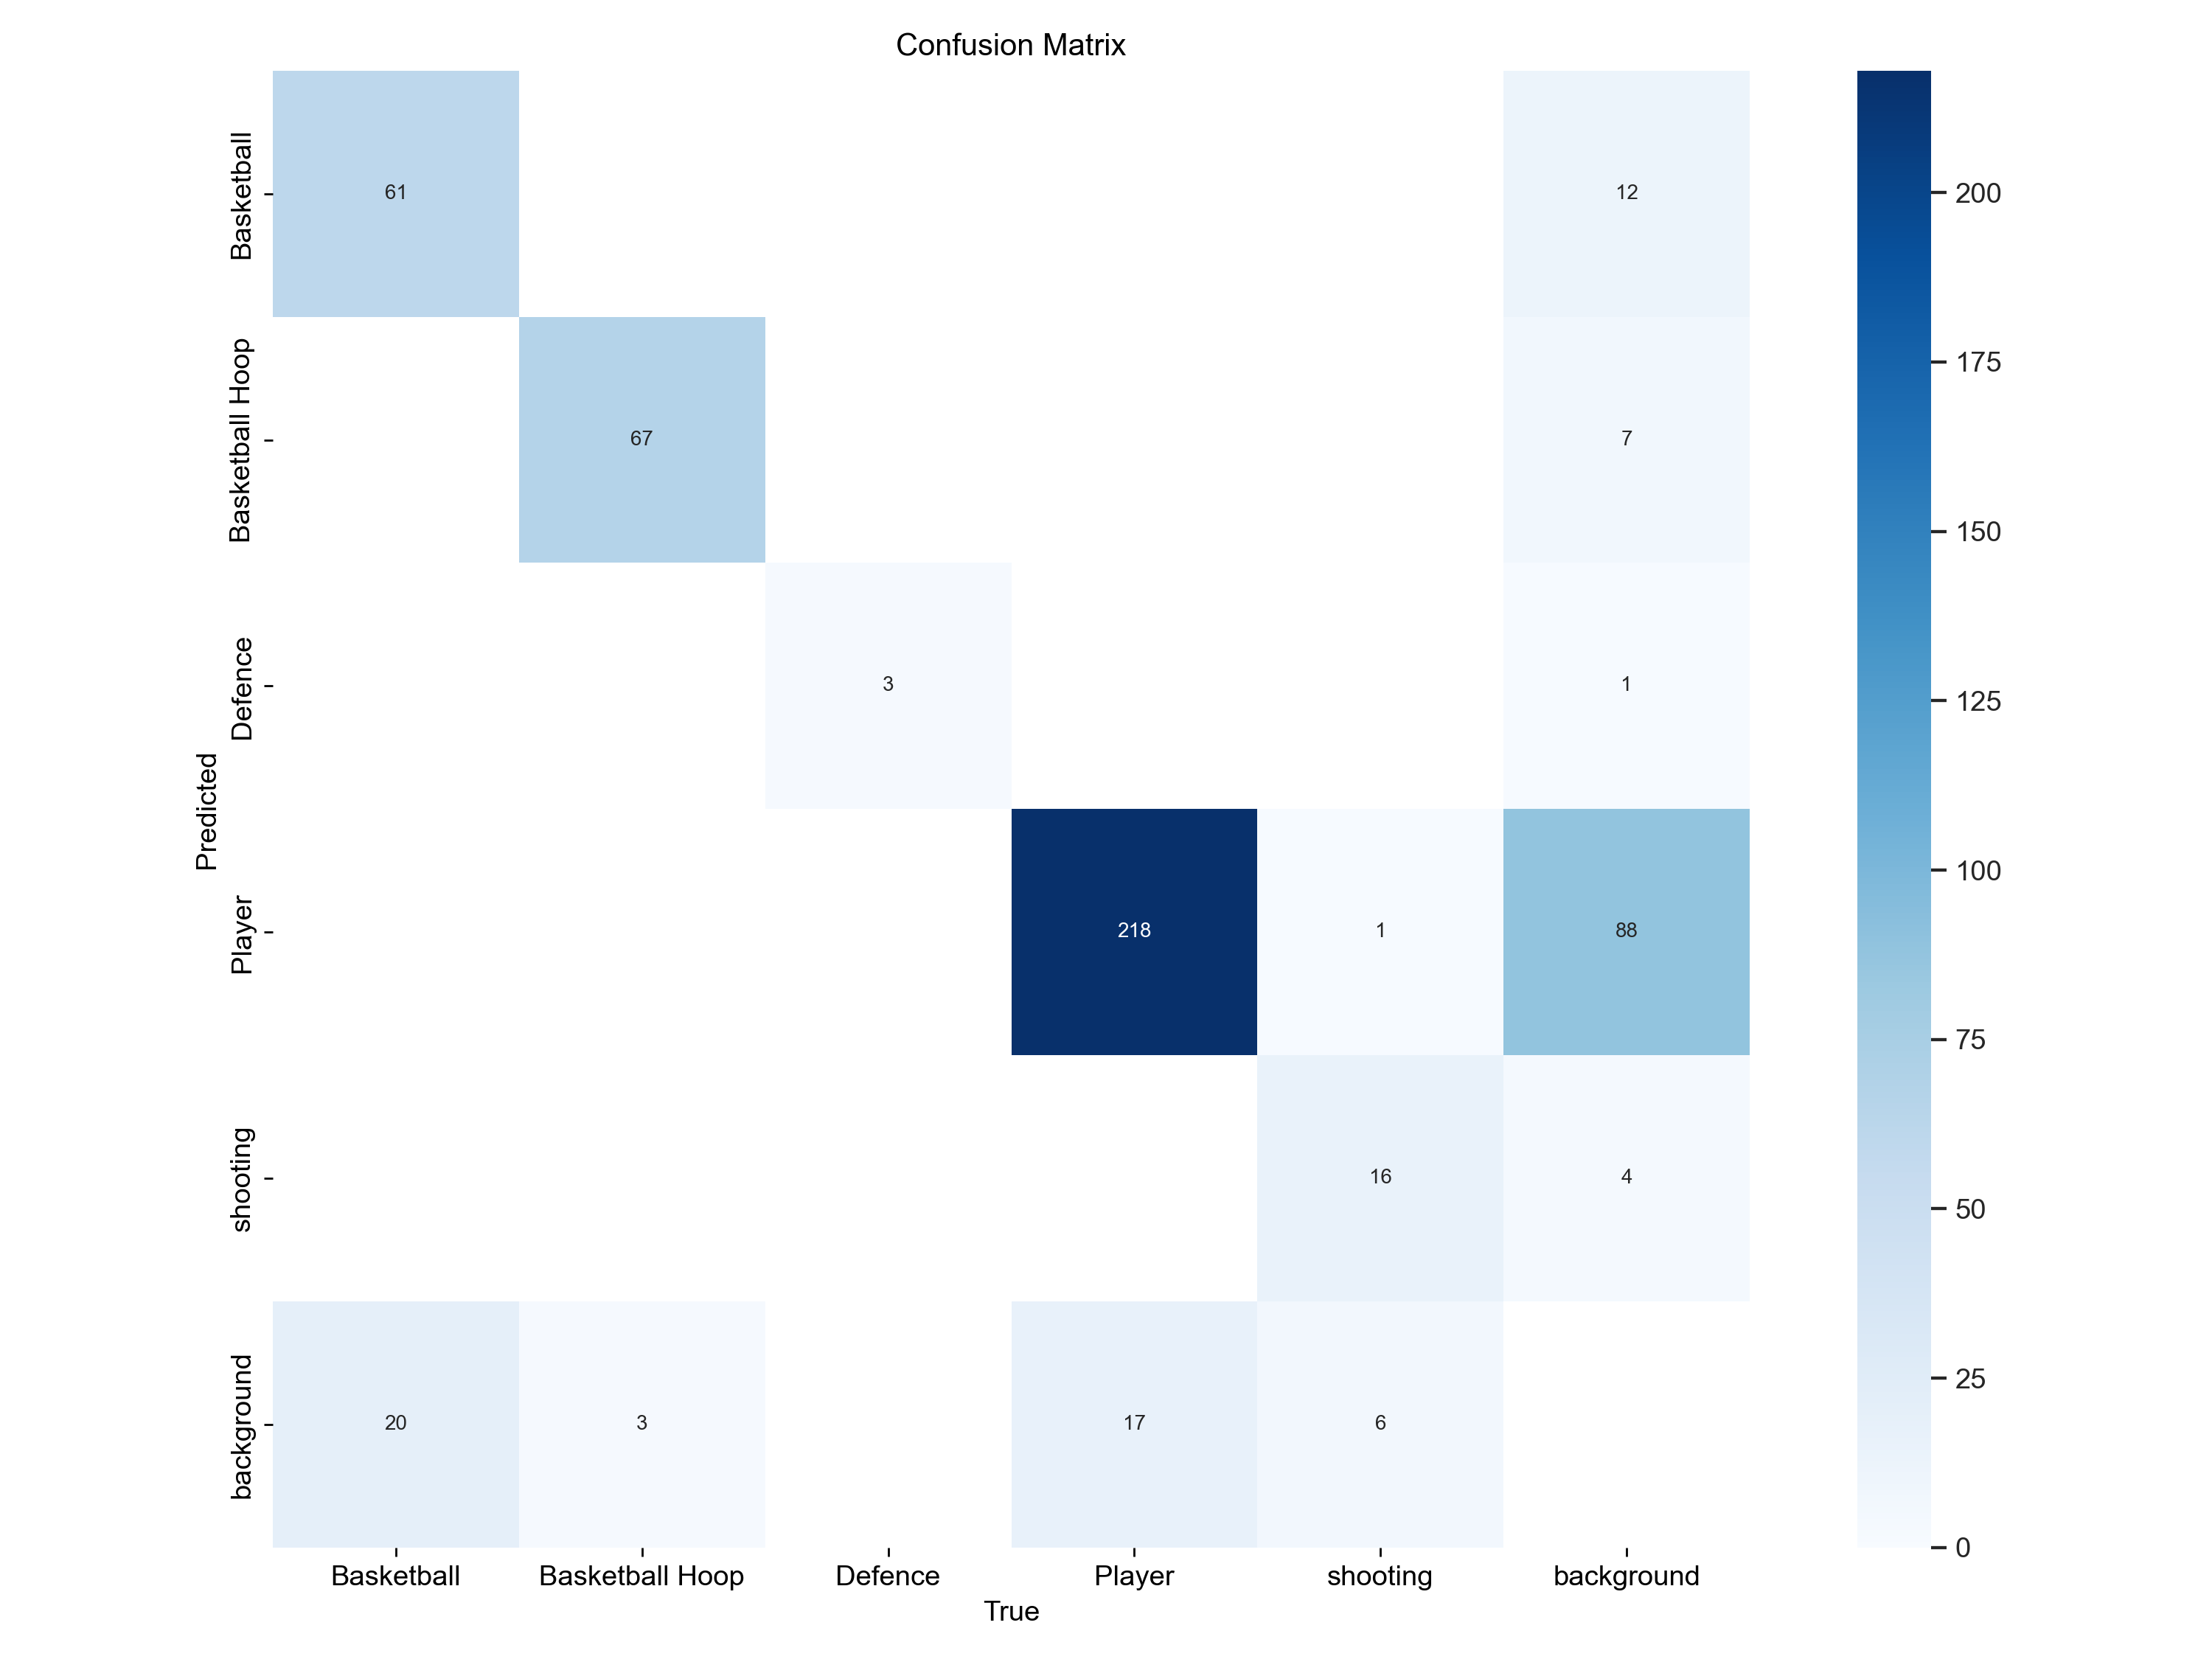 Confusion Matrix
Predicted
Basketball
61
12
Basketball Hoop
67
7
Defence
3
1
Player
218
1
88
shooting
16
4
background
20
3
17
6
Basketball
Basketball Hoop
Defence
Player
shooting
background
True
200
175
150
125
100
75
50
25
0